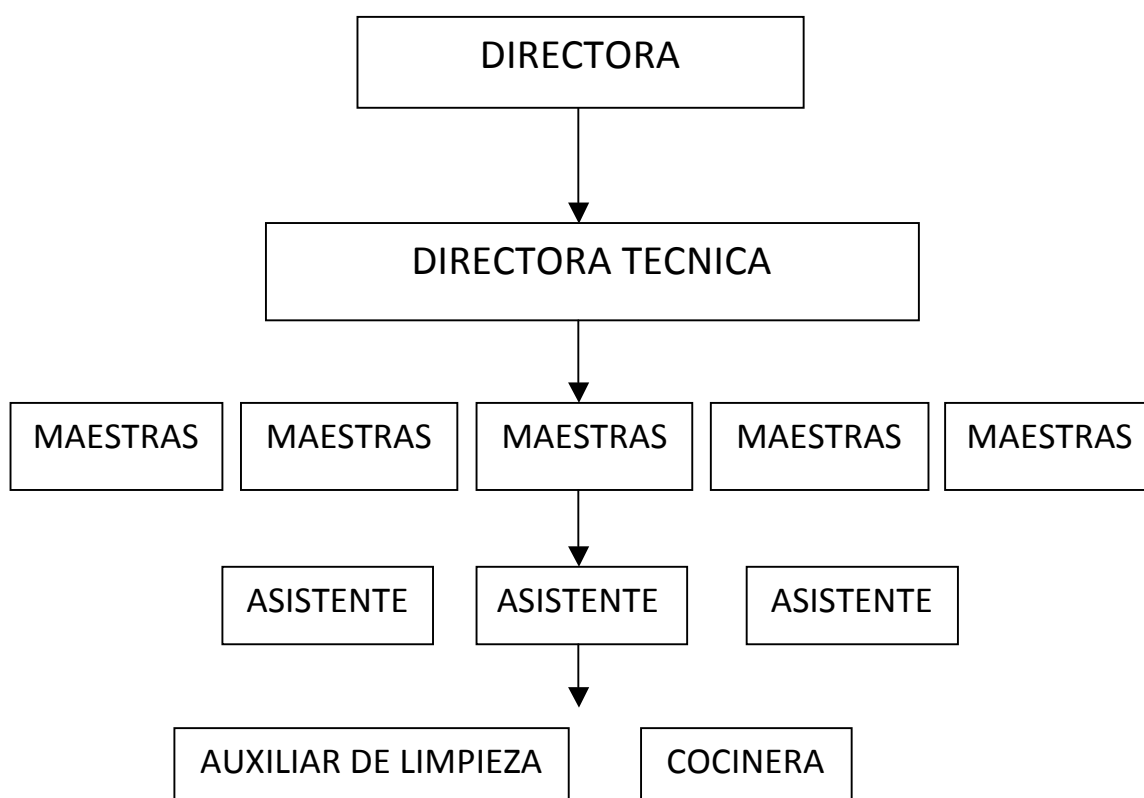 DIRECTORA
DIRECTORA TECNICA
MAESTRAS MAESTRAS MAESTRAS MAESTRAS MAESTRAS
ASISTENTE ASISTENTE ASISTENTE
AUXILIAR DE LIMPIEZA COCINERA